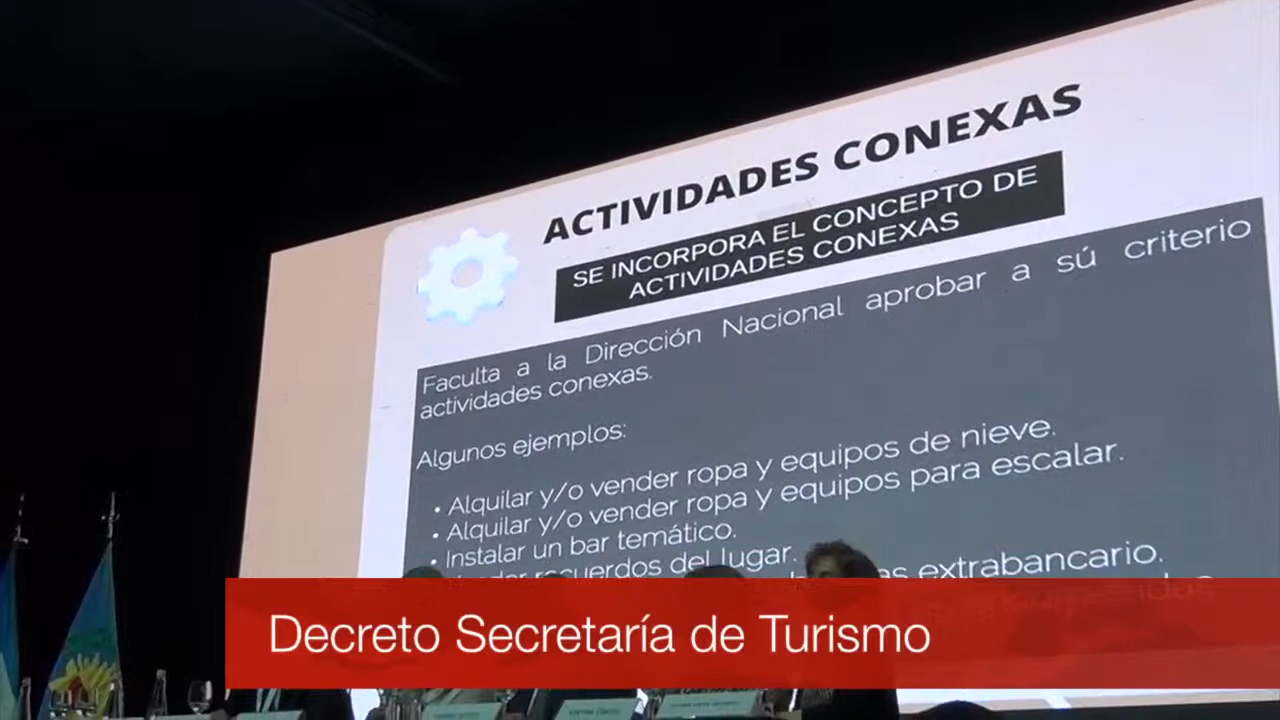 ACTIVIDADES CONEXAS
SE INCORPORA EL CONCEPTO DE
ACTIVIDADES CONEXAS
Faculta a la Dirección Nacional aprobar a sú criterio
actividades conexas.
Algunos ejemplos:
• Alquilar y/o vender ropa y equipos de nieve.
• Alquilar y/o vender ropa y equipos para escalar.
• Instalar un bar temático.
recuerdos del lugar.
extrabancario.
Decreto Secretaría de Turismo